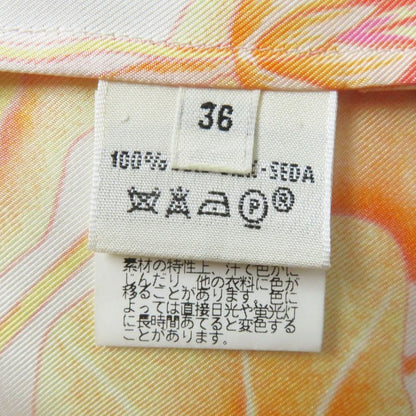 36
100% -SEDA
P ®
素材の特性上、汗で色がに
じんだり、他の衣料に色が
移ることがあります。色に
よっては直接日光や蛍光灯
に長時間あてると変色する
ことがあります。